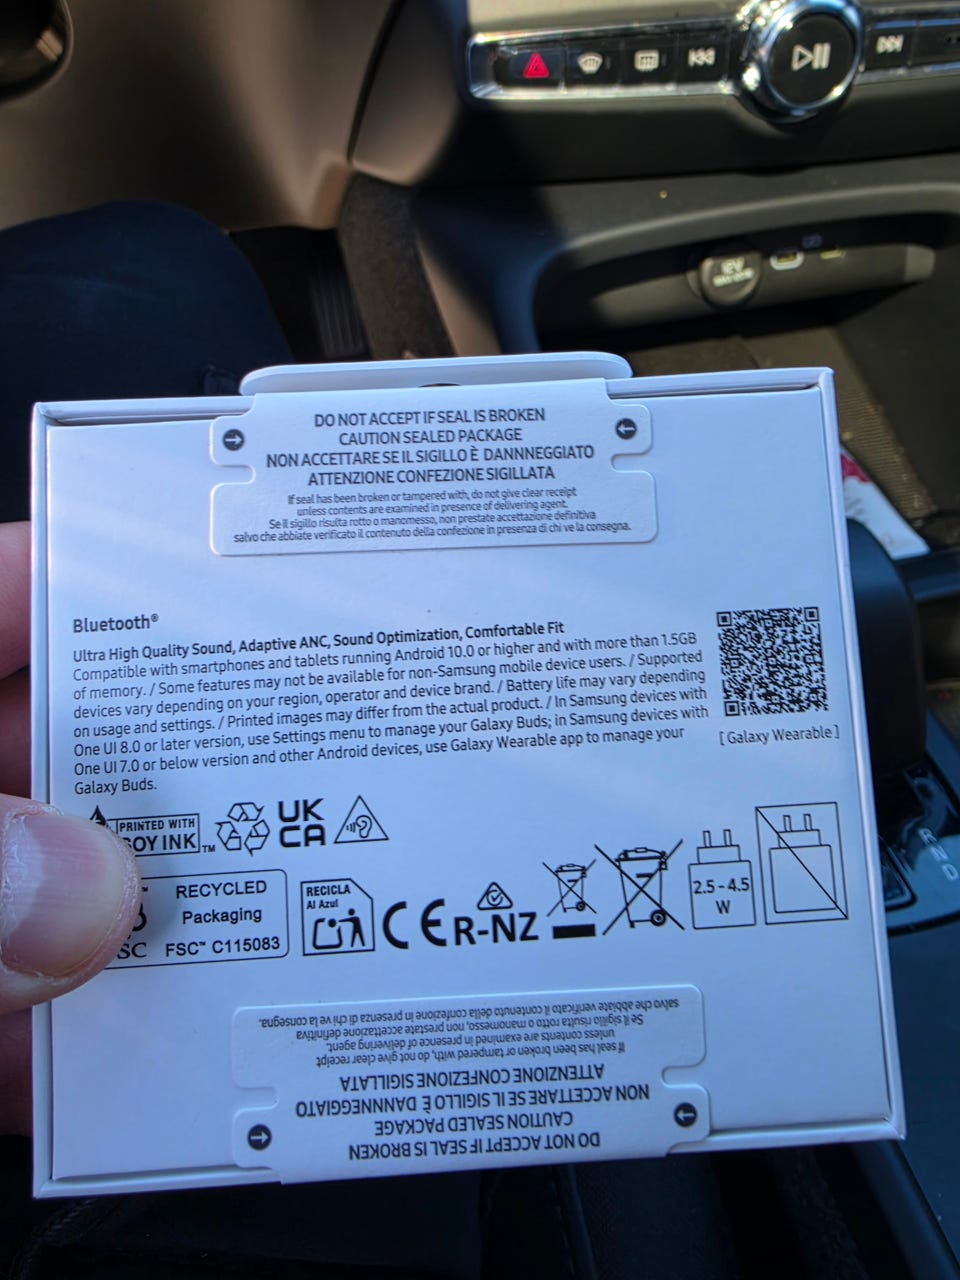 12V
DO NOT ACCEPT IF SEAL IS BROKEN
CAUTION SEALED PACKAGE
NON ACCETTARE SE IL SIGILLO È DANNNEGGIATO
ATTENZIONE CONFEZIONE SIGILLATA
If seal has been broken or tampered with, do not give clear receipt
unless contents are examined in presence of delivering agent.
Se il sigillo risulta rotto o manomesso, non prestate accettazione definitiva
salvo che abbiate verificato il contenuto della confezione in presenza di chi ve la consegna.
Bluetooth®
Ultra High Quality Sound, Adaptive ANC, Sound Optimization, Comfortable Fit
Compatible with smartphones and tablets running Android 10.0 or higher and with more than 1.5GB
of memory. / Some features may not be available for non-Samsung mobile device users. / Supported
devices vary depending on your region, operator and device brand. / Battery life may vary depending
on usage and settings. / Printed images may differ from the actual product. / In Samsung devices with
One UI 8.0 or later version, use Settings menu to manage your Galaxy Buds; in Samsung devices with
One UI 7.0 or below version and other Android devices, use Galaxy Wearable app to manage your
Galaxy Buds.
[ Galaxy Wearable ]
PRINTED WITH
OY INK ™
UK
CA
RECYCLED
Packaging
SC FSC™ C115083
RECICLA
Al Azul
CE
R-NZ
2.5 - 4.5
W
R N D
salvo che abbiate verificato il contenuto della confezione in presenza di chi ve la consegna.
Se il sigillo risulta rotto o manomesso, non prestate accettazione definitiva
unless contents are examined in presence of delivering agent.
If seal has been broken or tampered with, do not give clear receipt
ATTENZIONE CONFEZIONE SIGILLATA
NON ACCETTARE SE IL SIGILLO È DANNNEGGIATO
CAUTION SEALED PACKAGE
DO NOT ACCEPT IF SEAL IS BROKEN